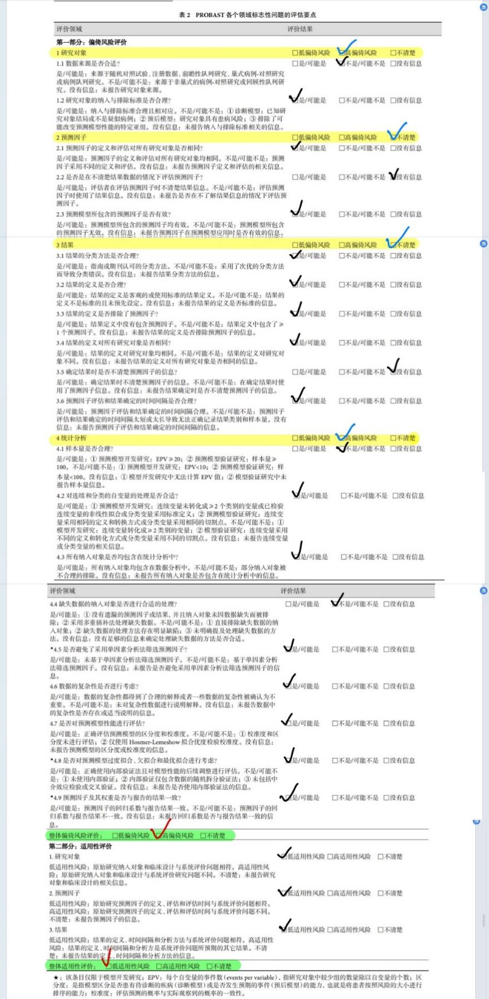 表 2 PROBAST 各个领域标志性问题的评估要点
评价领域 评价结果
第一部分：偏倚风险评价
1 研究对象 □低偏倚风险 □高偏倚风险 □不清楚
1.1 数据来源是否合适? □是/可能是 □不是/可能不是 □没有信息
是/可能是：来源于随机对照试验、注册数据、前瞻性队列研究、巢式病例-对照研究
或病例队列研究。不是/可能不是：来源于非巢式的病例-对照研究或回顾性队列研
究。没有信息：未报告研究对象来源。
1.2 研究对象的纳入与排除标准是否合理? □是/可能是 □不是/可能不是 □没有信息
是/可能是：纳入与排除标准合理且相对应。不是/可能不是：①诊断模型：已知研
究对象结局或不是疑似病例；②预后模型：研究对象具有患病风险；③排除了可
能改变预测模型性能的特定亚组。没有信息：未报告纳入与排除标准相关的信息。
2 预测因子 □低偏倚风险 □高偏倚风险 □不清楚
2.1 预测因子的定义和评估对所有研究对象是否相同? □是/可能是 □不是/可能不是 □没有信息
是/可能是：预测因子的定义和评估对所有研究对象均相同。不是/可能不是：预测
因子采用不同的定义和评估。没有信息：未报告预测因子定义和评估的相关信息。
2.2 是否是在不清楚结果数据的情况下评估预测因子? □是/可能是 □不是/可能不是 □没有信息
是/可能是：评估者在评估预测因子时不清楚结果信息。不是/可能不是：评估预测
因子时使用了结果信息。没有信息：未报告是否在不了解结果信息的情况下评估预
测因子。
2.3 预测模型所包含的预测因子是否有效? □是/可能是 □不是/可能不是 □没有信息
是/可能是：预测模型所包含的预测因子均有效。不是/可能不是：预测模型所包含
的预测因子无效。没有信息：未报告预测因子在预测模型应用时是否有效的信息。
3 结果 □低偏倚风险 □高偏倚风险 □不清楚
3.1 结果的分类方法是否合理? □是/可能是 □不是/可能不是 □没有信息
是/可能是：指南或期刊认可的分类方法。不是/可能不是：采用了次优的分类方法
而导致分类错误。没有信息：未报告结果分类方法的信息。
3.2 结果的定义是否合理? □是/可能是 □不是/可能不是 □没有信息
是/可能是：结果的定义是客观的或使用标准的结果定义。不是/可能不是：结果的
定义不是标准的且未预先设定。没有信息：未报告结果的定义是否标准的信息。
3.3 结果的定义是否排除了预测因子? □是/可能是 □不是/可能不是 □没有信息
是/可能是：结果定义中没有包含预测因子。不是/可能不是：结果定义中包含了≥
1 个预测因子。没有信息：未报告结果的定义是否排除预测因子的信息。
3.4 结果的定义对所有研究对象是否相同? □是/可能是 □不是/可能不是 □没有信息
是/可能是：结果的定义对研究对象均相同。不是/可能不是：结果的定义对研究对
象不同。没有信息：未报告结果的定义对所有研究对象是否相同的信息。
3.5 确定结果时是否不清楚预测因子的信息? □是/可能是 □不是/可能不是 □没有信息
是/可能是：确定结果时不清楚预测因子的信息。不是/可能不是：在确定结果时使
用了预测因子信息。没有信息：未报告结果确定时是否不清楚预测因子的信息。
3.6 预测因子评估和结果确定的时间间隔是否合理? □是/可能是 □不是/可能不是 □没有信息
是/可能是：预测因子评估和结果确定的时间间隔合理。不是/可能不是：预测因子
评估和结果确定的时间间隔太短或太长导致无法正确记录结果类别和样本量。没有
信息：未报告预测因子评估和结果确定的时间间隔的信息。
4 统计分析 □低偏倚风险 □高偏倚风险 □不清楚
4.1 样本量是否合理? □是/可能是 □不是/可能不是 □没有信息
是/可能是：①预测模型开发研究：EPV≥20；②预测模型验证研究：样本量≥
100。不是/可能不是：①预测模型开发研究：EPV<10；②预测模型验证研究：样
本量<100。没有信息：①模型开发研究中无法计算 EPV 值；②模型验证研究中未
报告样本量信息。
4.2 对连续和分类的自变量的处理是否合适? □是/可能是 □不是/可能不是 □没有信息
是/可能是：①预测模型开发研究：连续变量未转化成≥2 个类别的变量或已检验
连续变量的非线性拟合或分类变量采用标准定义；②预测模型验证研究：连续变
量采用相同的定义和转换方式或分类变量采用相同的切割点。不是/可能不是：①
模型开发研究：连续变量转化成≥2 类别的变量；②模型验证研究：连续变量采用
不同的定义和转化方式或分类变量采用不同的切割点。没有信息：未报告连续变量
或分类变量的相关信息。
4.3 所有纳入对象是否均包含在统计分析中? □是/可能是 □不是/可能不是 □没有信息
是/可能是：所有纳入对象均包含在数据分析中。不是/可能不是：部分纳入对象被
不合理的排除。没有信息：未报告所有纳入对象是否包含在统计分析中的信息。
评价领域 评价结果
4.4 缺失数据的纳入对象是否进行合适的处理? □是/可能是 □不是/可能不是 □没有信息
是/可能是：①没有遗漏的预测因子或结果，并且纳入对象未因数据缺失而被排
除；②采用多重插补法处理缺失数据。不是/可能不是：①直接排除缺失数据的纳
入对象；②缺失数据的处理方法存在明显缺陷；③未明确提及处理缺失数据的方
法。没有信息：没有足够的信息来确定处理缺失数据的方法是否合适。
★4.5 是否避免了采用单因素分析法筛选预测因子? □是/可能是 □不是/可能不是 □没有信息
是/可能是：未基于单因素分析法筛选预测因子。不是/可能不是：基于单因素分析
法筛选预测因子。没有信息：未报告是否避免采用单因素分析法筛选预测因子的信
息。
4.6 数据的复杂性是否进行考虑? □是/可能是 □不是/可能不是 □没有信息
是/可能是：数据的复杂性都得到了合理的解释或者一些数据的复杂性被确认为不
重要。不是/可能不是：未对复杂性数据进行说明解释。没有信息：未报告数据中
的复杂性是否存在或适当说明的信息。
4.7 是否对预测模型性能进行评估? □是/可能是 □不是/可能不是 □没有信息
是/可能是：正确评估预测模型的区分度和校准度。不是/可能不是：①校准度和区
分度未进行评估；②仅使用 Hosmer-Lemeshow 拟合优度检验校准度。没有信息：
未报告预测模型的区分度或校准度的信息。
★4.8 是否对预测模型过度拟合、欠拟合和最优拟合进行考虑? □是/可能是 □不是/可能不是 □没有信息
是/可能是：正确使用内部验证法且对模型性能的后续调整进行评估。不是/可能不
是：①未使用内部验证；②内部验证仅包含数据的随机拆分验证法；③未包括中
介效应检验或交叉验证。没有信息：未报告是否使用内部验证法的信息。
★4.9 预测因子及其权重是否与报告的结果一致? □是/可能是 □不是/可能不是 □没有信息
是/可能是：预测因子的回归系数与报告结果一致。不是/可能不是：预测因子的回
归系数与报告结果不一致。没有信息：未报告回归系数是否与报告结果一致的信
息。
整体偏倚风险评价： □低偏倚风险 □高偏倚风险 □不清楚
第二部分：适用性评价
1. 研究对象 □低适用性风险 □高适用性风险 □不清楚
低适用性风险：原始研究纳入对象和临床设计与系统评价问题相符。高适用性风
险：原始研究纳入对象和临床设计与系统评价研究问题不同。不清楚：未报告研究
对象和临床设计的相关信息。
2. 预测因子 □低适用性风险 □高适用性风险 □不清楚
低适用性风险：原始研究预测因子的定义、评估和评估时间与系统评价问题相符。
高适用性风险：原始研究预测因子的定义、评估和评估时间与系统评价问题不同。
不清楚：未报告预测因子的信息。
3. 结果 □低适用性风险 □高适用性风险 □不清楚
低适用性风险：结果的定义、时间间隔和分析方法与系统评价问题相符。高适用性
风险：结果的定义、时间间隔和分析方是系统评价问题所预期的其它结果。不清
楚：未报告结果的定义、时间间隔和分析方法的信息。
整体适用性评价： □低适用性风险 □高适用性风险 □不清楚
★：该条目仅限于模型开发研究；EPV：每个自变量的事件数（events per variable），指研究对象中较少组的数量除以自变量的个数；区
分度：是指模型区分是否患有待诊断的疾病（诊断模型）或是否发生预期的事件（预后模型）的能力，也就是将患者按照风险的大小进行
排序的能力；校准度：评估预测的概率与实际观察到的概率的一致性。